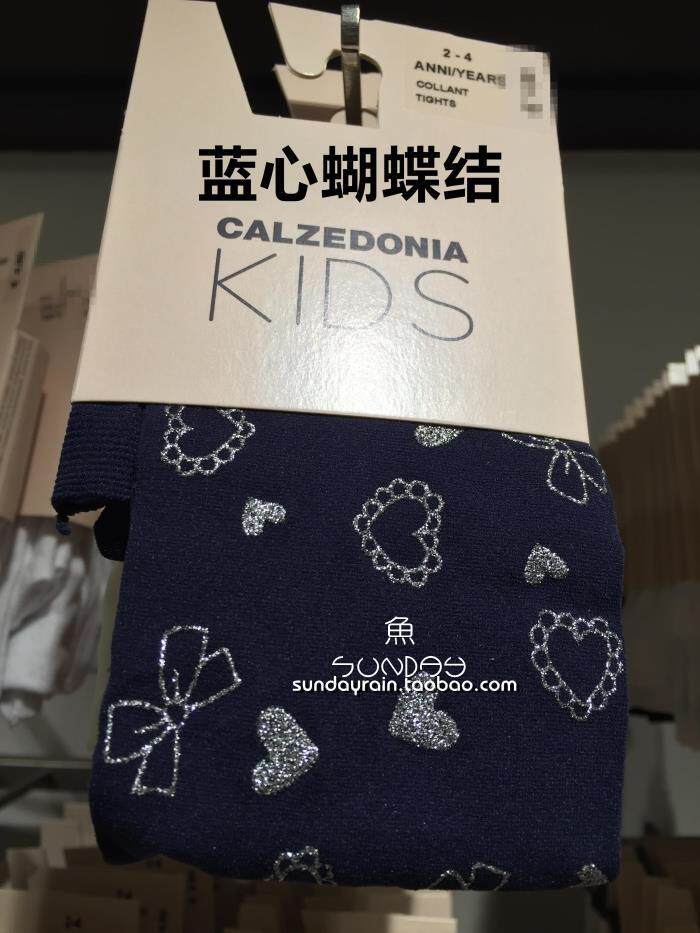 2 - 4
ANNI/YEARS
COLLANT
TIGHTS
蓝心蝴蝶结
CALZEDONIA
KIDS
魚
SUNDAY
sundayrain.taobao.com